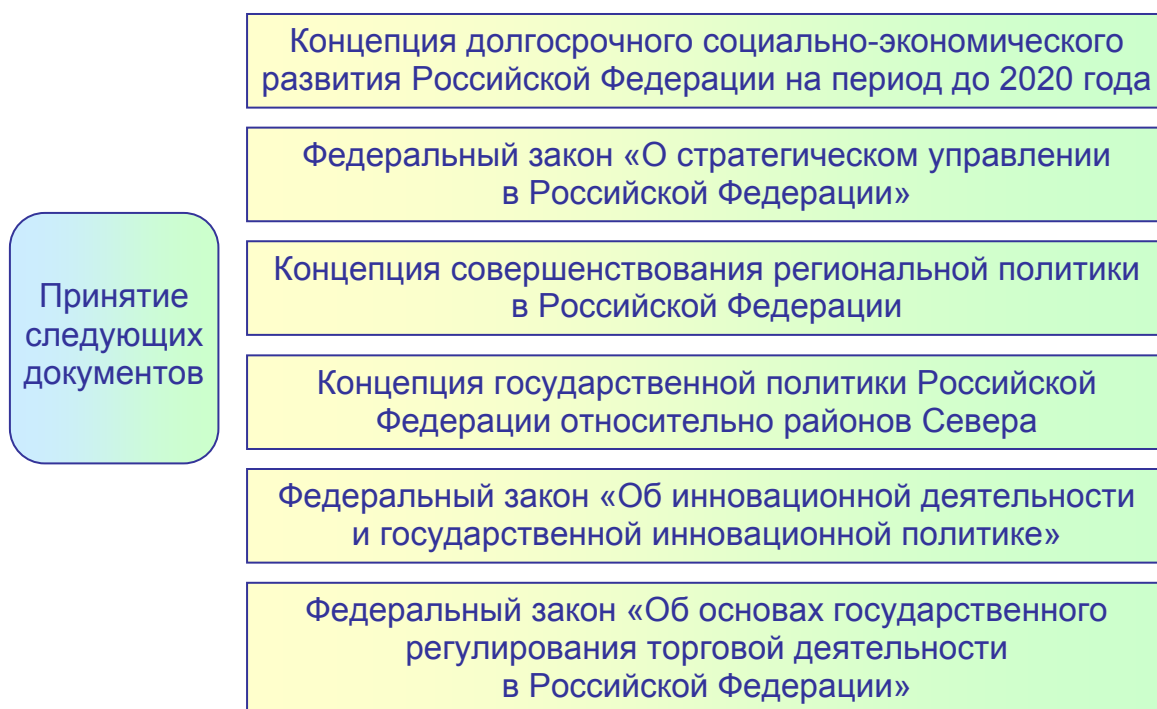 Принятие
следующих
документов
Концепция долгосрочного социально-экономического
развития Российской Федерации на период до 2020 года
Федеральный закон «О стратегическом управлении
в Российской Федерации»
Концепция совершенствования региональной политики
в Российской Федерации
Концепция государственной политики Российской
Федерации относительно районов Севера
Федеральный закон «Об инновационной деятельности
и государственной инновационной политике»
Федеральный закон «Об основах государственного
регулирования торговой деятельности
в Российской Федерации»